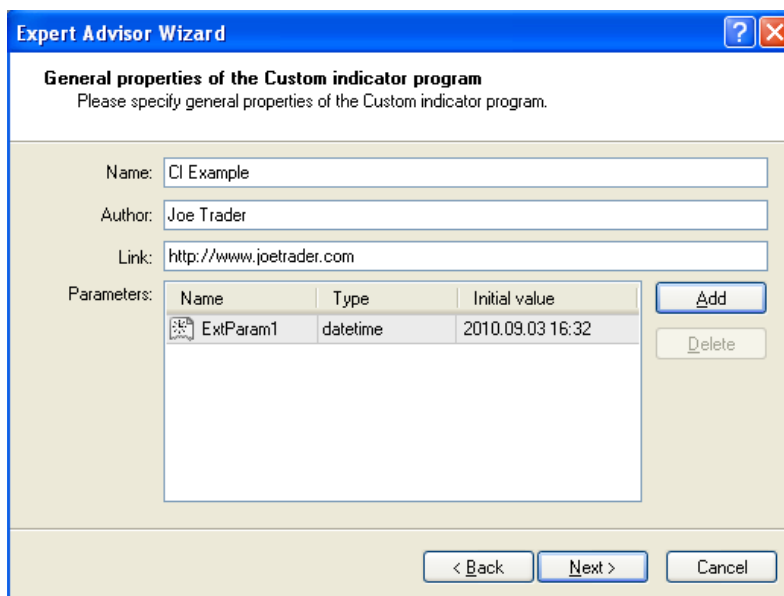 Expert Advisor Wizard
?
General properties of the Custom indicator program
Please specify general properties of the Custom indicator program.
Name: CI Example
Author: Joe Trader
Link: http://www.joetrader.com
Parameters: Name Type Initial value Add
ExtParam1 datetime 2010.09.03 16:32
Delete
< Back Next > Cancel